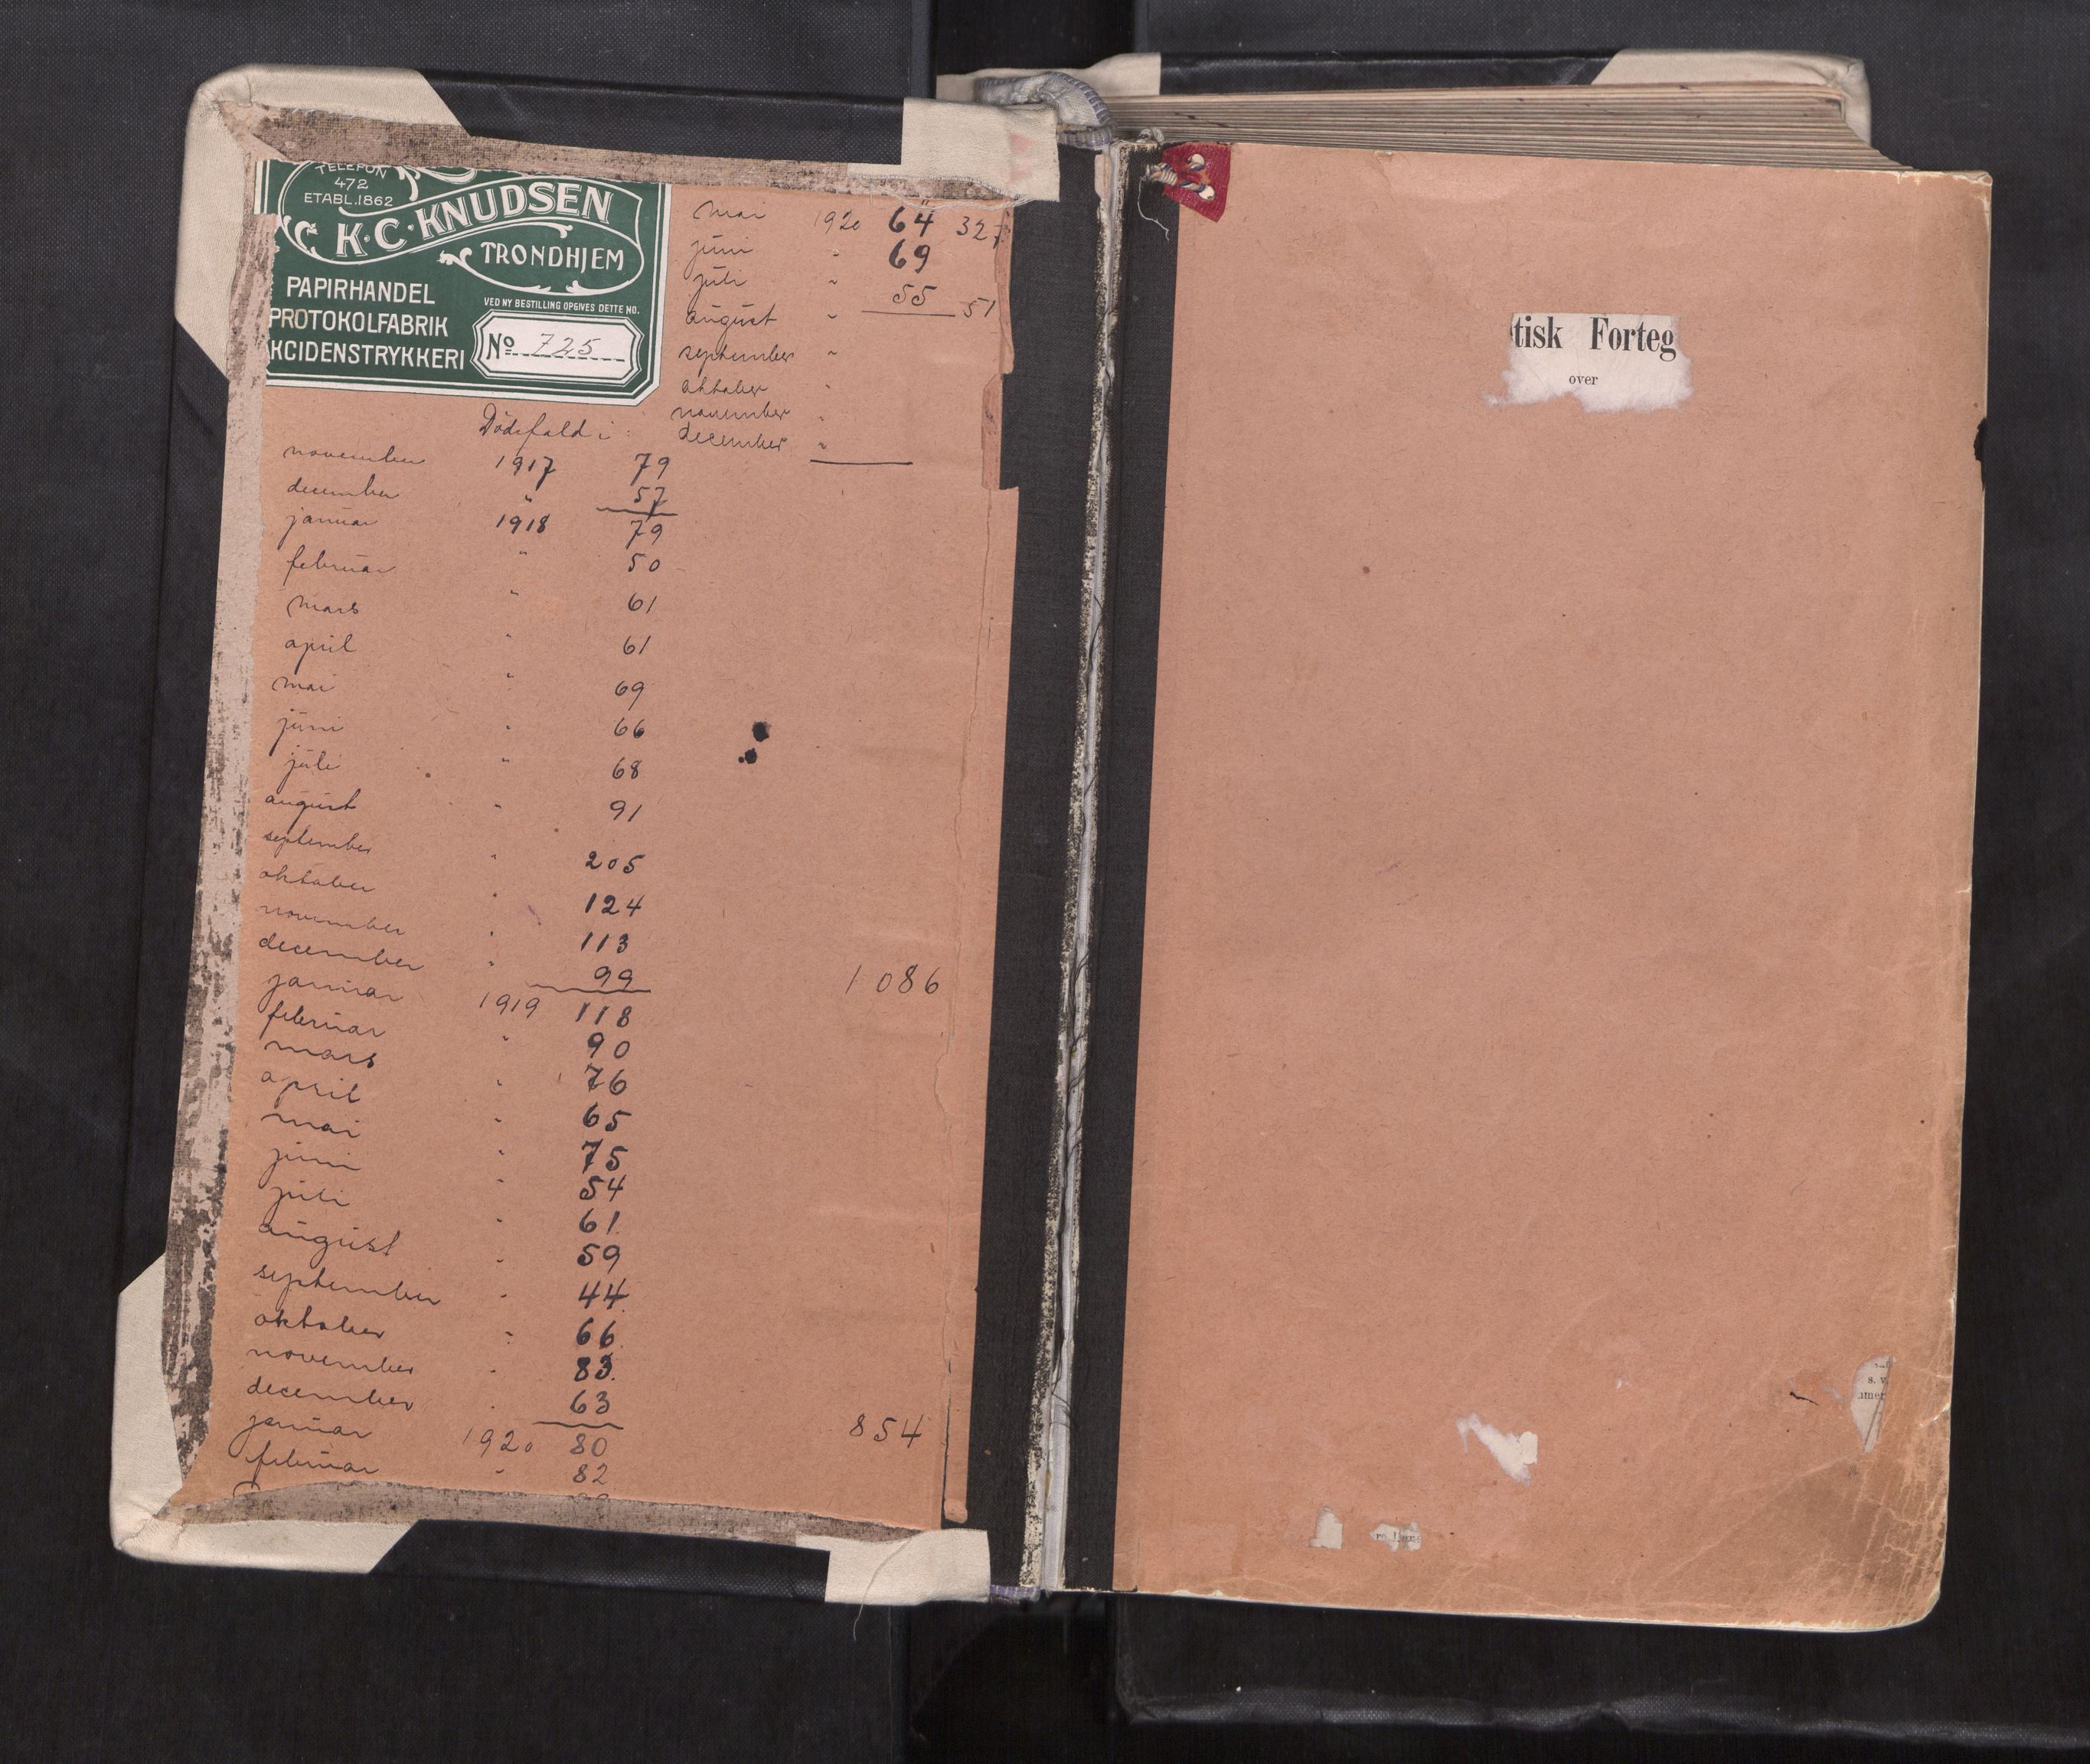 TELEFON
472
ETABL.1862
K·C·KNUDSEN
TRONDHJEM
PAPIRHANDEL
PROTOKOLFABRIK
KCIDENSTRYKKERI
VED NY BESTILLING OPGIVES DETTE NO.
No 725
mai 1920 64 327
juni " 69
juli " 55 51
august "
september "
oktober "
november "
december "
Dödsfald i:
november 1917 79
december " 57
januar 1918 79
februar " 50
mars " 61
april " 61
mai " 69
juni " 66
juli " 68
august " 91
september " 205
oktober " 124
november " 113
december " 99 1086
januar 1919 118
februar " 90
mars " 76
april " 65
mai " 75
juni " 54
juli " 61
august " 59
september " 44
oktober " 66
november " 83
december " 63 854
januar 1920 80
februar " 82
tisk Forteg
over
s. v.